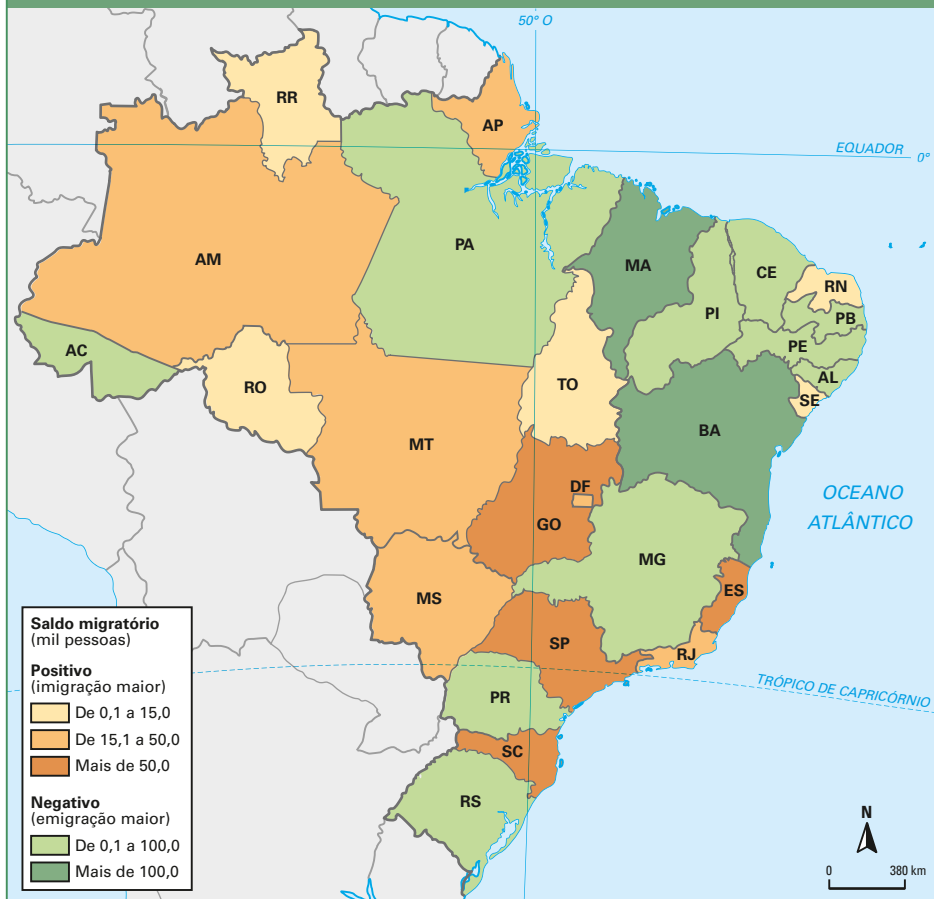 50° O
RR
AP
EQUADOR
0°
AM
PA
MA
CE
RN
PI
PB
PE
AC
AL
RO
TO
SE
BA
MT
DF
OCEANO
ATLÂNTICO
GO
MG
ES
MS
SP
RJ
TRÓPICO DE CAPRICÓRNIO
PR
SC
RS
Saldo migratório
(mil pessoas)
Positivo
(imigração maior)
De 0,1 a 15,0
De 15,1 a 50,0
Mais de 50,0
Negativo
(emigração maior)
De 0,1 a 100,0
Mais de 100,0
N
0 380 km